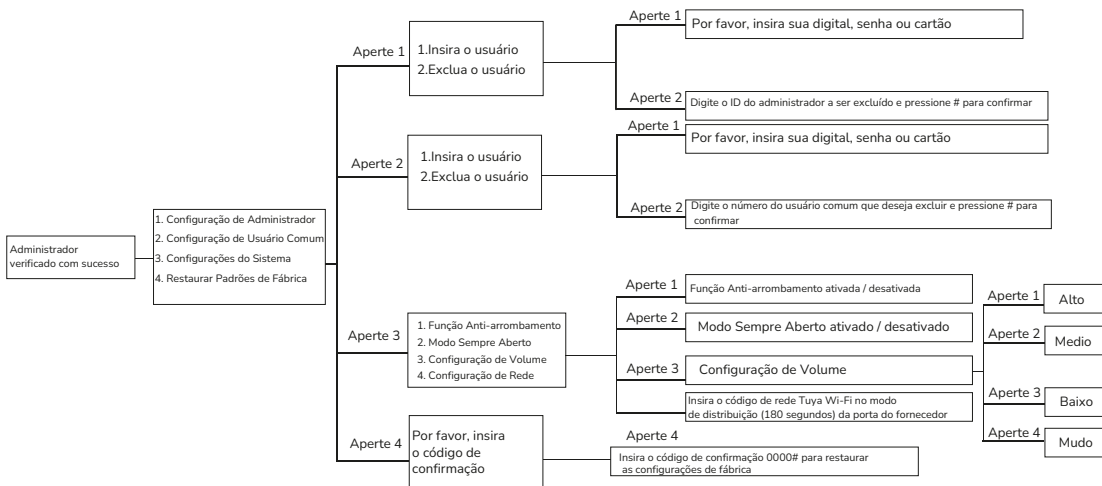 Administrador
verificado com sucesso
1. Configuração de Administrador
2. Configuração de Usuário Comum
3. Configurações do Sistema
4. Restaurar Padrões de Fábrica
Aperte 1
1.Insira o usuário
2.Exclua o usuário
Aperte 1
Por favor, insira sua digital, senha ou cartão
Aperte 2
Digite o ID do administrador a ser excluído e pressione # para confirmar
Aperte 2
1.Insira o usuário
2.Exclua o usuário
Aperte 1
Por favor, insira sua digital, senha ou cartão
Aperte 2
Digite o número do usuário comum que deseja excluir e pressione # para
confirmar
Aperte 3
1. Função Anti-arrombamento
2. Modo Sempre Aberto
3. Configuração de Volume
4. Configuração de Rede
Aperte 1
Função Anti-arrombamento ativada / desativada
Aperte 2
Modo Sempre Aberto ativado / desativado
Aperte 3
Configuração de Volume
Aperte 1
Alto
Aperte 2
Medio
Aperte 3
Baixo
Aperte 4
Mudo
Insira o código de rede Tuya Wi-Fi no modo
de distribuição (180 segundos) da porta do fornecedor
Aperte 4
Aperte 4
Por favor, insira
o código de
confirmação
Insira o código de confirmação 0000# para restaurar
as configurações de fábrica